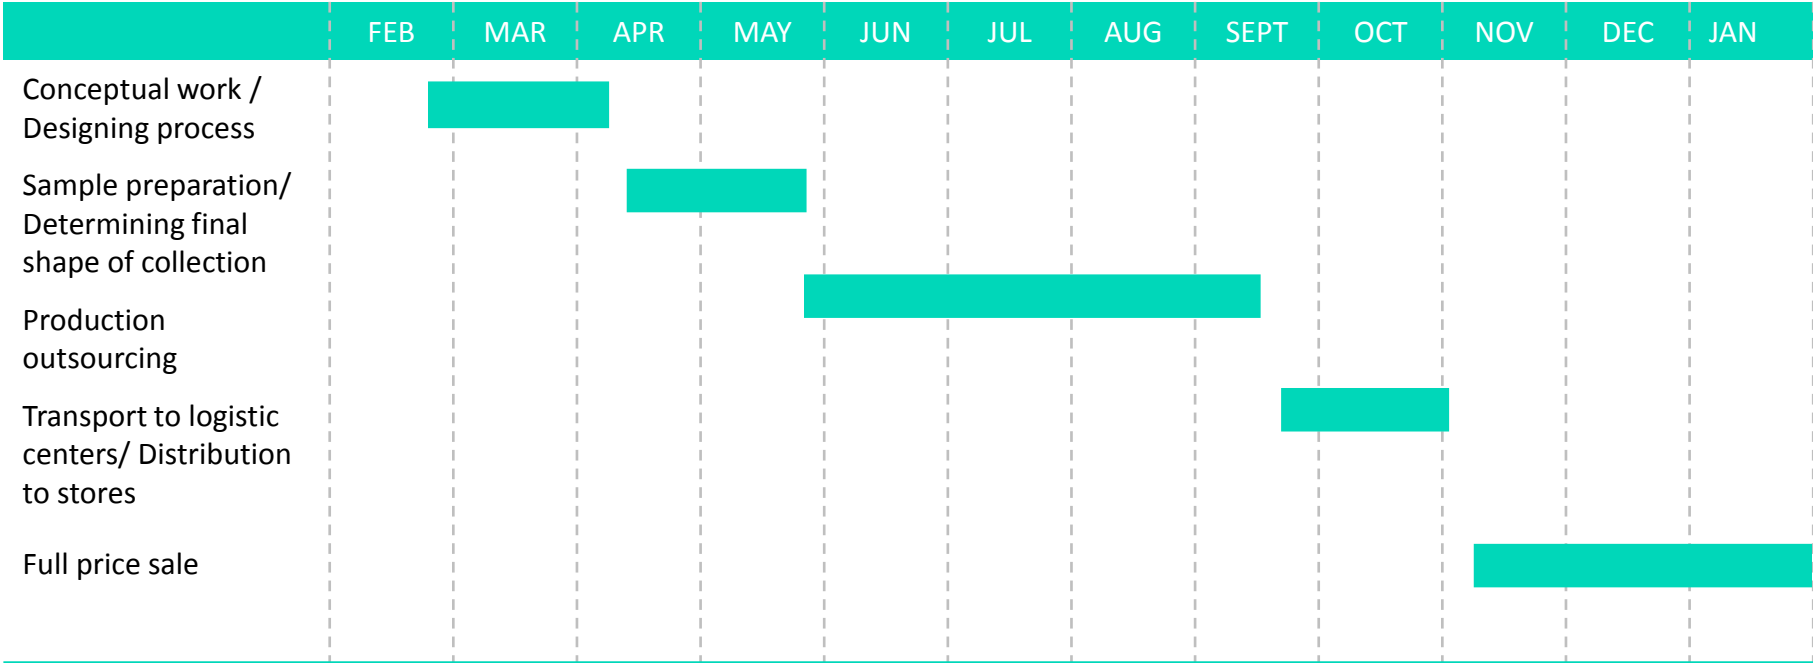 FEB MAR APR MAY JUN JUL AUG SEPT OCT NOV DEC JAN
Conceptual work /
Designing process
Sample preparation/
Determining final
shape of collection
Production
outsourcing
Transport to logistic
centers/ Distribution
to stores
Full price sale